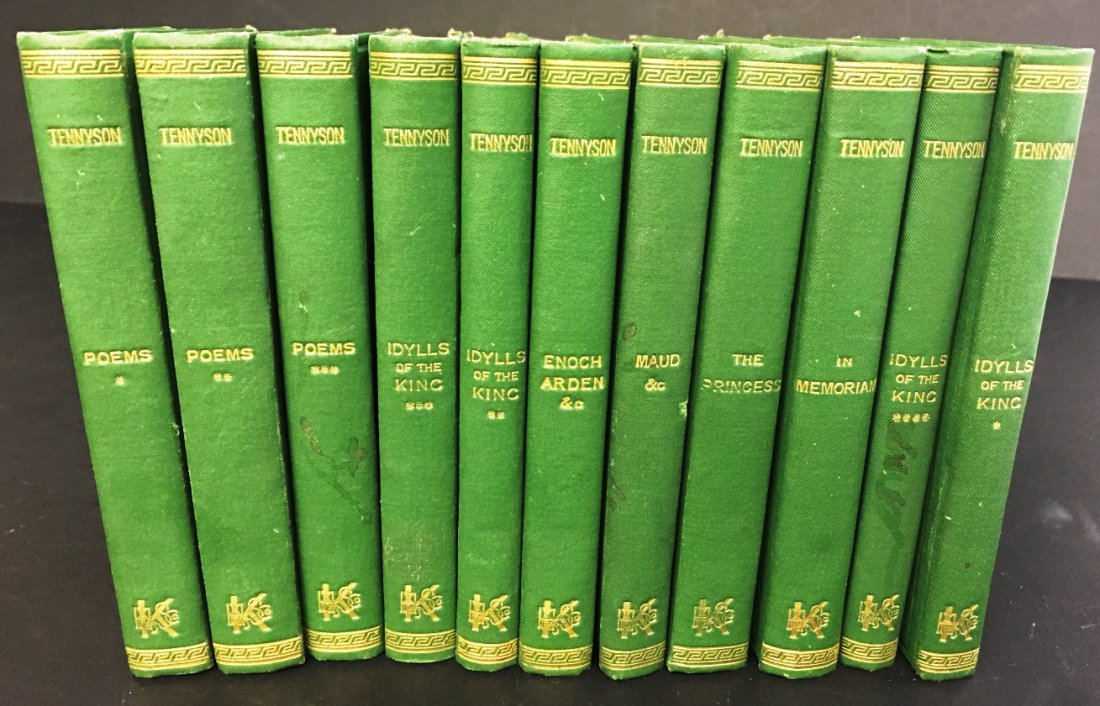 TENNYSON
POEMS
*
TENNYSON
POEMS
**
TENNYSON
POEMS
***
TENNYSON
IDYLLS
OF THE
KING
***
TENNYSON
IDYLLS
OF THE
KING
**
TENNYSON
ENOCH
ARDEN
&c
TENNYSON
MAUD
&c
TENNYSON
THE
PRINCESS
TENNYSON
IN
MEMORIAM
TENNYSON
IDYLLS
OF THE
KING
****
TENNYSON
IDYLLS
OF THE
KING
*